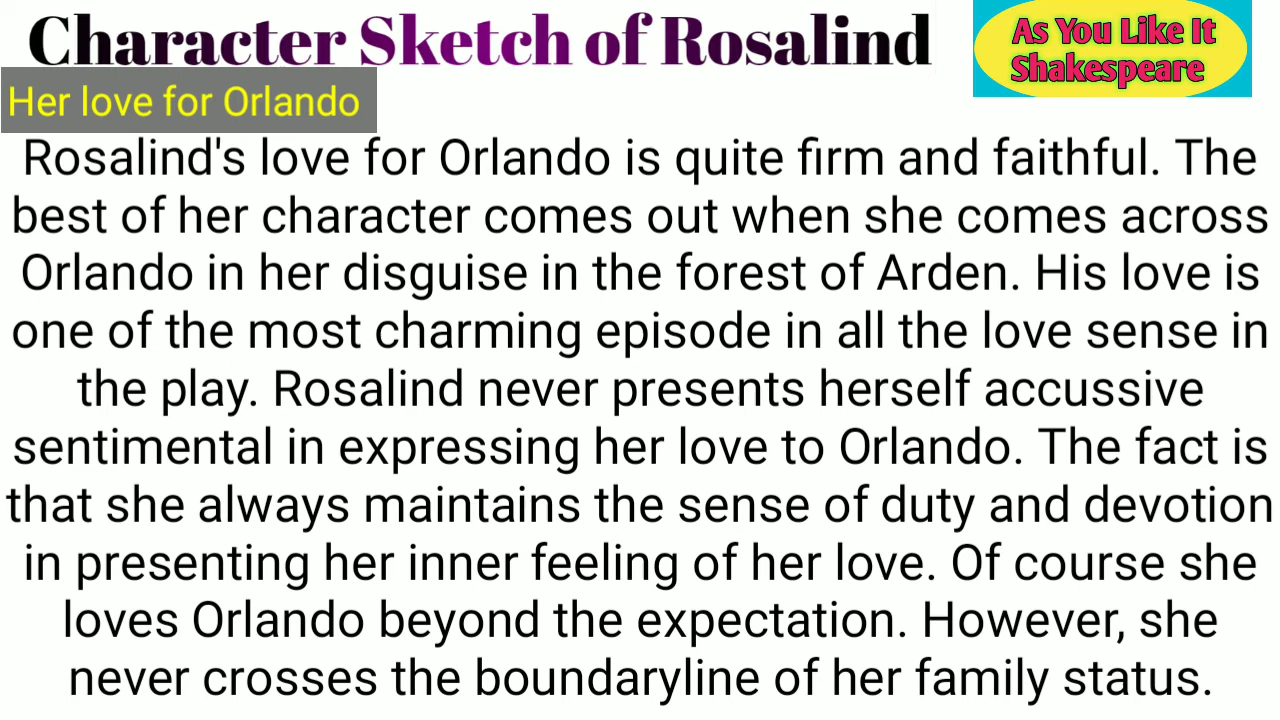 Character Sketch of Rosalind
As You Like It
Shakespeare
Her love for Orlando
Rosalind's love for Orlando is quite firm and faithful. The
best of her character comes out when she comes across
Orlando in her disguise in the forest of Arden. His love is
one of the most charming episode in all the love sense in
the play. Rosalind never presents herself accussive
sentimental in expressing her love to Orlando. The fact is
that she always maintains the sense of duty and devotion
in presenting her inner feeling of her love. Of course she
loves Orlando beyond the expectation. However, she
never crosses the boundaryline of her family status.